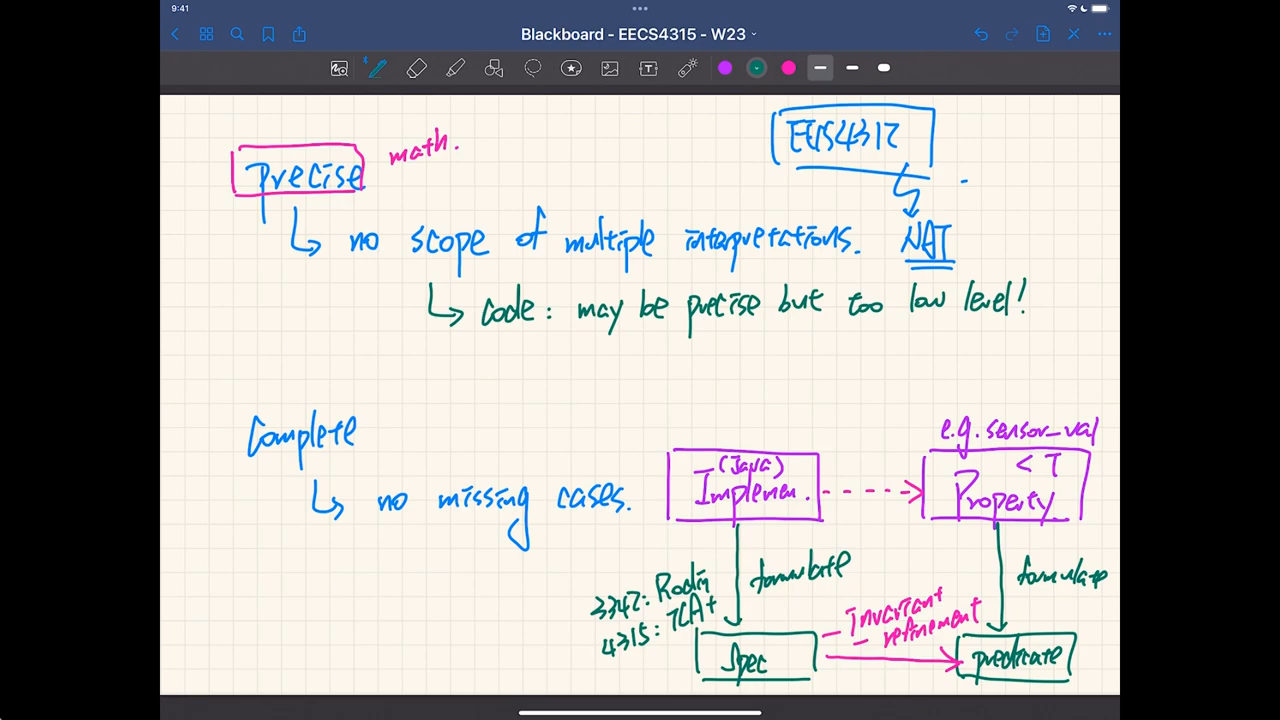 9:41
Blackboard - EECS4315 - W23
EECS4312
Precise math.
no scope of multiple interpretations. NAT
code: may be precise but too low level!
Complete
e.g. sensor_val
< T
(Java)
Implemen. Property
no missing cases.
formulate formulate
3342: Rodin
4315: TLA+
- Invariant
- refinement
Spec predicate